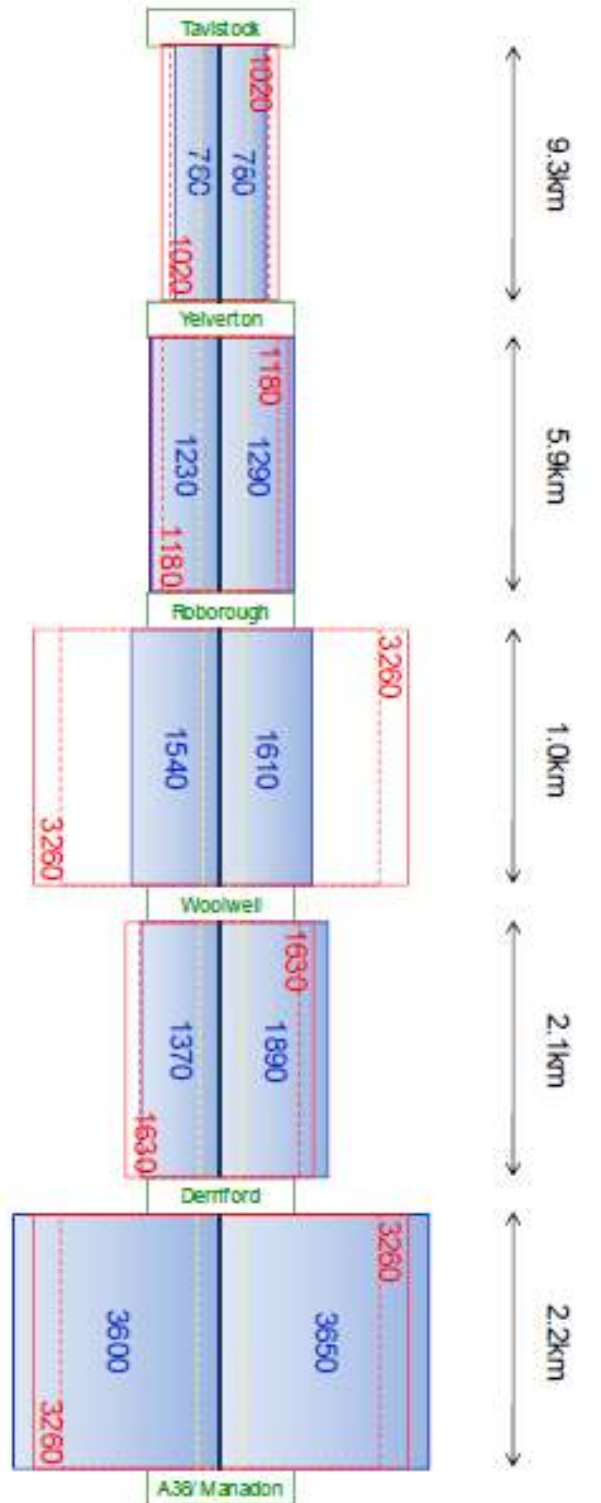 Tavistock
1020
780
760
1020
9.3km
Yelverton
1180
1230
1290
1180
5.9km
Roborough
3260
1540
1610
3260
1.0km
Woolwell
1630
1370
1890
1630
2.1km
Derriford
3260
3600
3650
3260
2.2km
A38/ Manadon